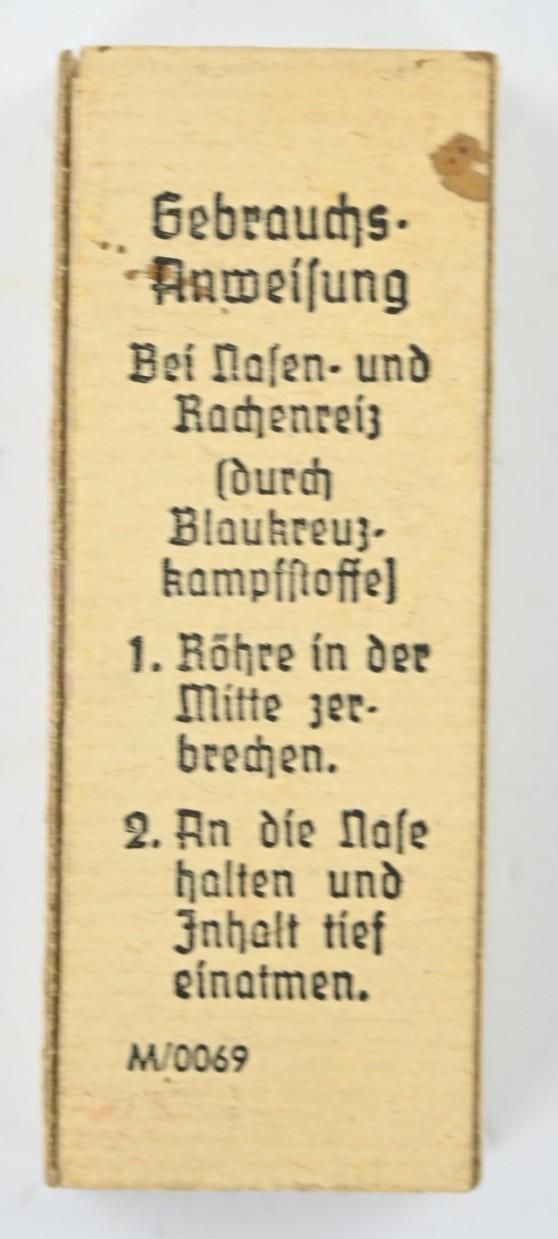 Gebrauchs-
Anweiſung
Bei Naſen- und
Rachenreiz
(durch
Blaukreuz-
kampfſtoffe)
1. Röhre in der
Mitte zer-
brechen.
2. An die Naſe
halten und
Inhalt tief
einatmen.
M/0069